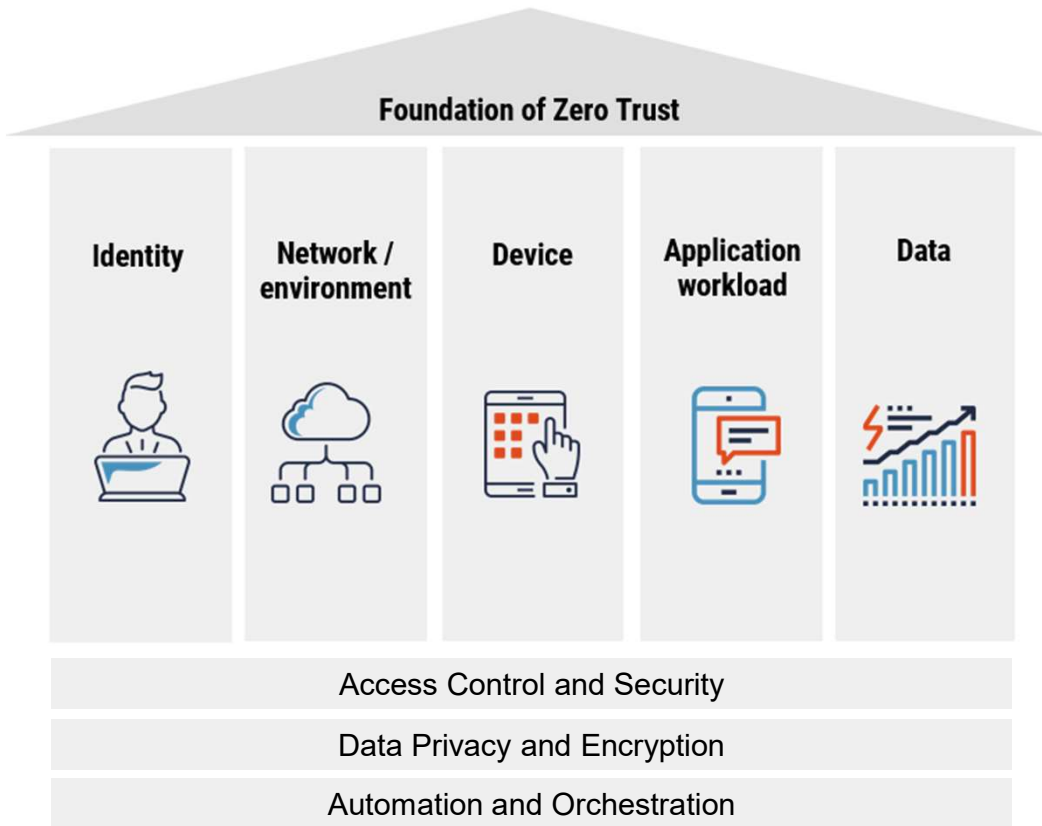 Foundation of Zero Trust
Identity
Network /
environment
Device
Application
workload
Data
Access Control and Security
Data Privacy and Encryption
Automation and Orchestration